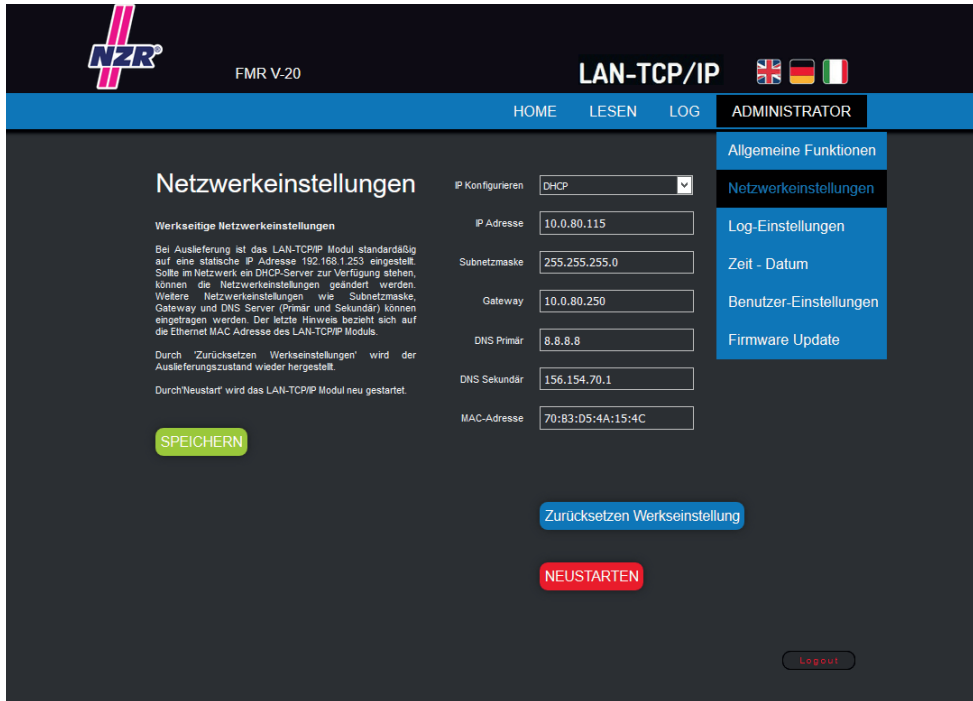 NZR®
FMR V-20
LAN-TCP/IP
HOME LESEN LOG ADMINISTRATOR
Allgemeine Funktionen
Netzwerkeinstellungen
Log-Einstellungen
Zeit - Datum
Benutzer-Einstellungen
Firmware Update
Netzwerkeinstellungen
Werkseitige Netzwerkeinstellungen
Bei Auslieferung ist das LAN-TCP/IP Modul standardäßig
auf eine statische IP Adresse 192.168.1.253 eingestellt.
Sollte im Netzwerk ein DHCP-Server zur Verfügung stehen,
können die Netzwerkeinstellungen geändert werden.
Weitere Netzwerkeinstellungen wie Subnetzmaske,
Gateway und DNS Server (Primär und Sekundär) können
eingetragen werden. Der letzte Hinweis bezieht sich auf
die Ethernet MAC Adresse des LAN-TCP/IP Moduls.
Durch 'Zurücksetzen Werkseinstellungen' wird der
Auslieferungszustand wieder hergestellt.
Durch'Neustart' wird das LAN-TCP/IP Modul neu gestartet.
SPEICHERN
IP Konfigurieren DHCP
IP Adresse 10.0.80.115
Subnetzmaske 255.255.255.0
Gateway 10.0.80.250
DNS Primär 8.8.8.8
DNS Sekundär 156.154.70.1
MAC-Adresse 70:B3:D5:4A:15:4C
Zurücksetzen Werkseinstellung
NEUSTARTEN
Logout